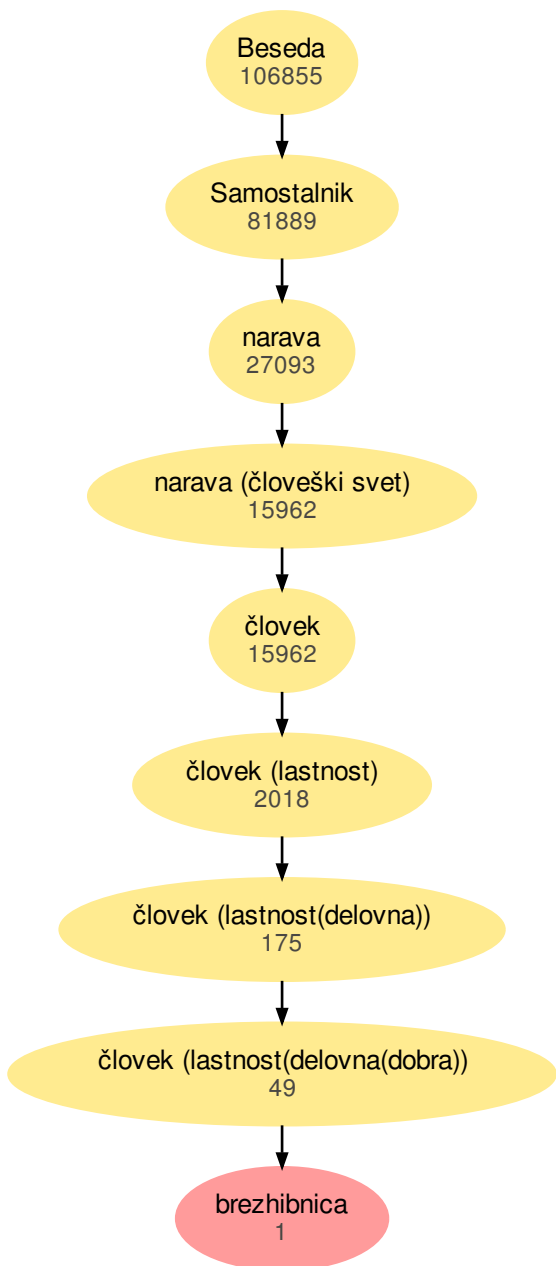 Beseda
106855
Samostalnik
81889
narava
27093
narava (človeški svet)
15962
človek
15962
človek (lastnost)
2018
človek (lastnost(delovna))
175
človek (lastnost(delovna(dobra))
49
brezhibnica
1